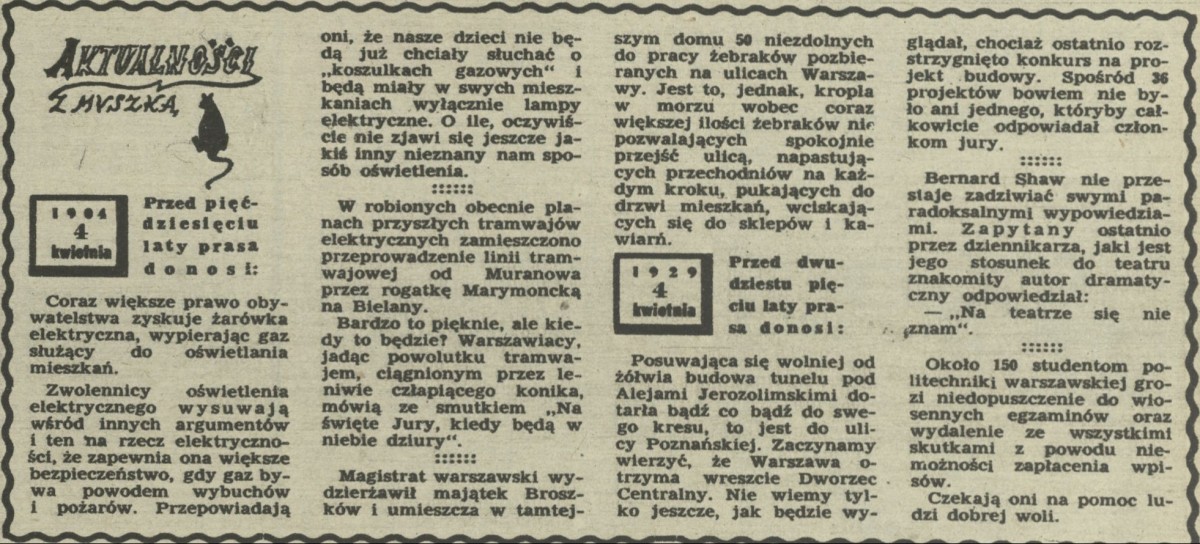 AKTUALNOŚCI
Z MYSZKĄ
1904
4
kwietnia
Przed pięć-
dziesięciu
laty prasa
donosi:
Coraz większe prawo oby-
watelstwa zyskuje żarówka
elektryczna, wypierając gaz
służący do oświetlania
mieszkań.
Zwolennicy oświetlenia
elektrycznego wysuwają
wśród innych argumentów
i ten na rzecz elektryczno-
ści, że zapewnia ona większe
bezpieczeństwo, gdy gaz by-
wa powodem wybuchów
i pożarów. Przepowiadają
oni, że nasze dzieci nie bę-
dą już chciały słuchać o
„koszulkach gazowych" i
będą miały w swych miesz-
kaniach wyłącznie lampy
elektryczne. O ile, oczywiś-
cie nie zjawi się jeszcze ja-
kiś inny nieznany nam spo-
sób oświetlenia.
::::::
W robionych obecnie pla-
nach przyszłych tramwajów
elektrycznych zamieszczono
przeprowadzenie linii tram-
wajowej od Muranowa
przez rogatkę Marymoncką
na Bielany.
Bardzo to pięknie, ale kie-
dy to będzie? Warszawiacy,
jadąc powolutku tramwa-
jem, ciągnionym przez le-
niwie człapiącego konika,
mówią ze smutkiem „Na
święte Jury, kiedy będą w
niebie dziury".
::::::
Magistrat warszawski wy-
dzierżawił majątek Brosz-
ków i umieszcza w tamtej-
szym domu 50 niezdolnych
do pracy żebraków pozbie-
ranych na ulicach Warsza-
wy. Jest to, jednak, kropla
w morzu wobec coraz
większej ilości żebraków nie
pozwalających spokojnie
przejść ulicą, napastują-
cych przechodniów na każ-
dym kroku, pukających do
drzwi mieszkań, wciskają-
cych się do sklepów i ka-
wiarń.
1929
4
kwietnia
Przed dwu-
dziestu pię-
ciu laty pra-
sa donosi:
Posuwająca się wolniej od
żółwia budowa tunelu pod
Alejami Jerozolimskimi do-
tarła bądź co bądź do swe-
go kresu, to jest do uli-
cy Poznańskiej. Zaczynamy
wierzyć, że Warszawa o-
trzyma wreszcie Dworzec
Centralny. Nie wiemy tyl-
ko jeszcze, jak będzie wy-
glądał, chociaż ostatnio roz-
strzygnięto konkurs na pro-
jekt budowy. Spośród 36
projektów bowiem nie by-
ło ani jednego, któryby cał-
kowicie odpowiadał człon-
kom jury.
::::::
Bernard Shaw nie prze-
staje zadziwiać swymi pa-
radoksalnymi wypowiedzia-
mi. Zapytany ostatnio
przez dziennikarza, jaki jest
jego stosunek do teatru
znakomity autor dramaty-
czny odpowiedział:
— „Na teatrze się nie
znam".
::::::
Około 150 studentom po-
litechniki warszawskiej gro-
zi niedopuszczenie do wio-
sennych egzaminów oraz
wydalenie ze wszystkimi
skutkami z powodu nie-
możności zapłacenia wpi-
sów.
Czekają oni na pomoc lu-
dzi dobrej woli.